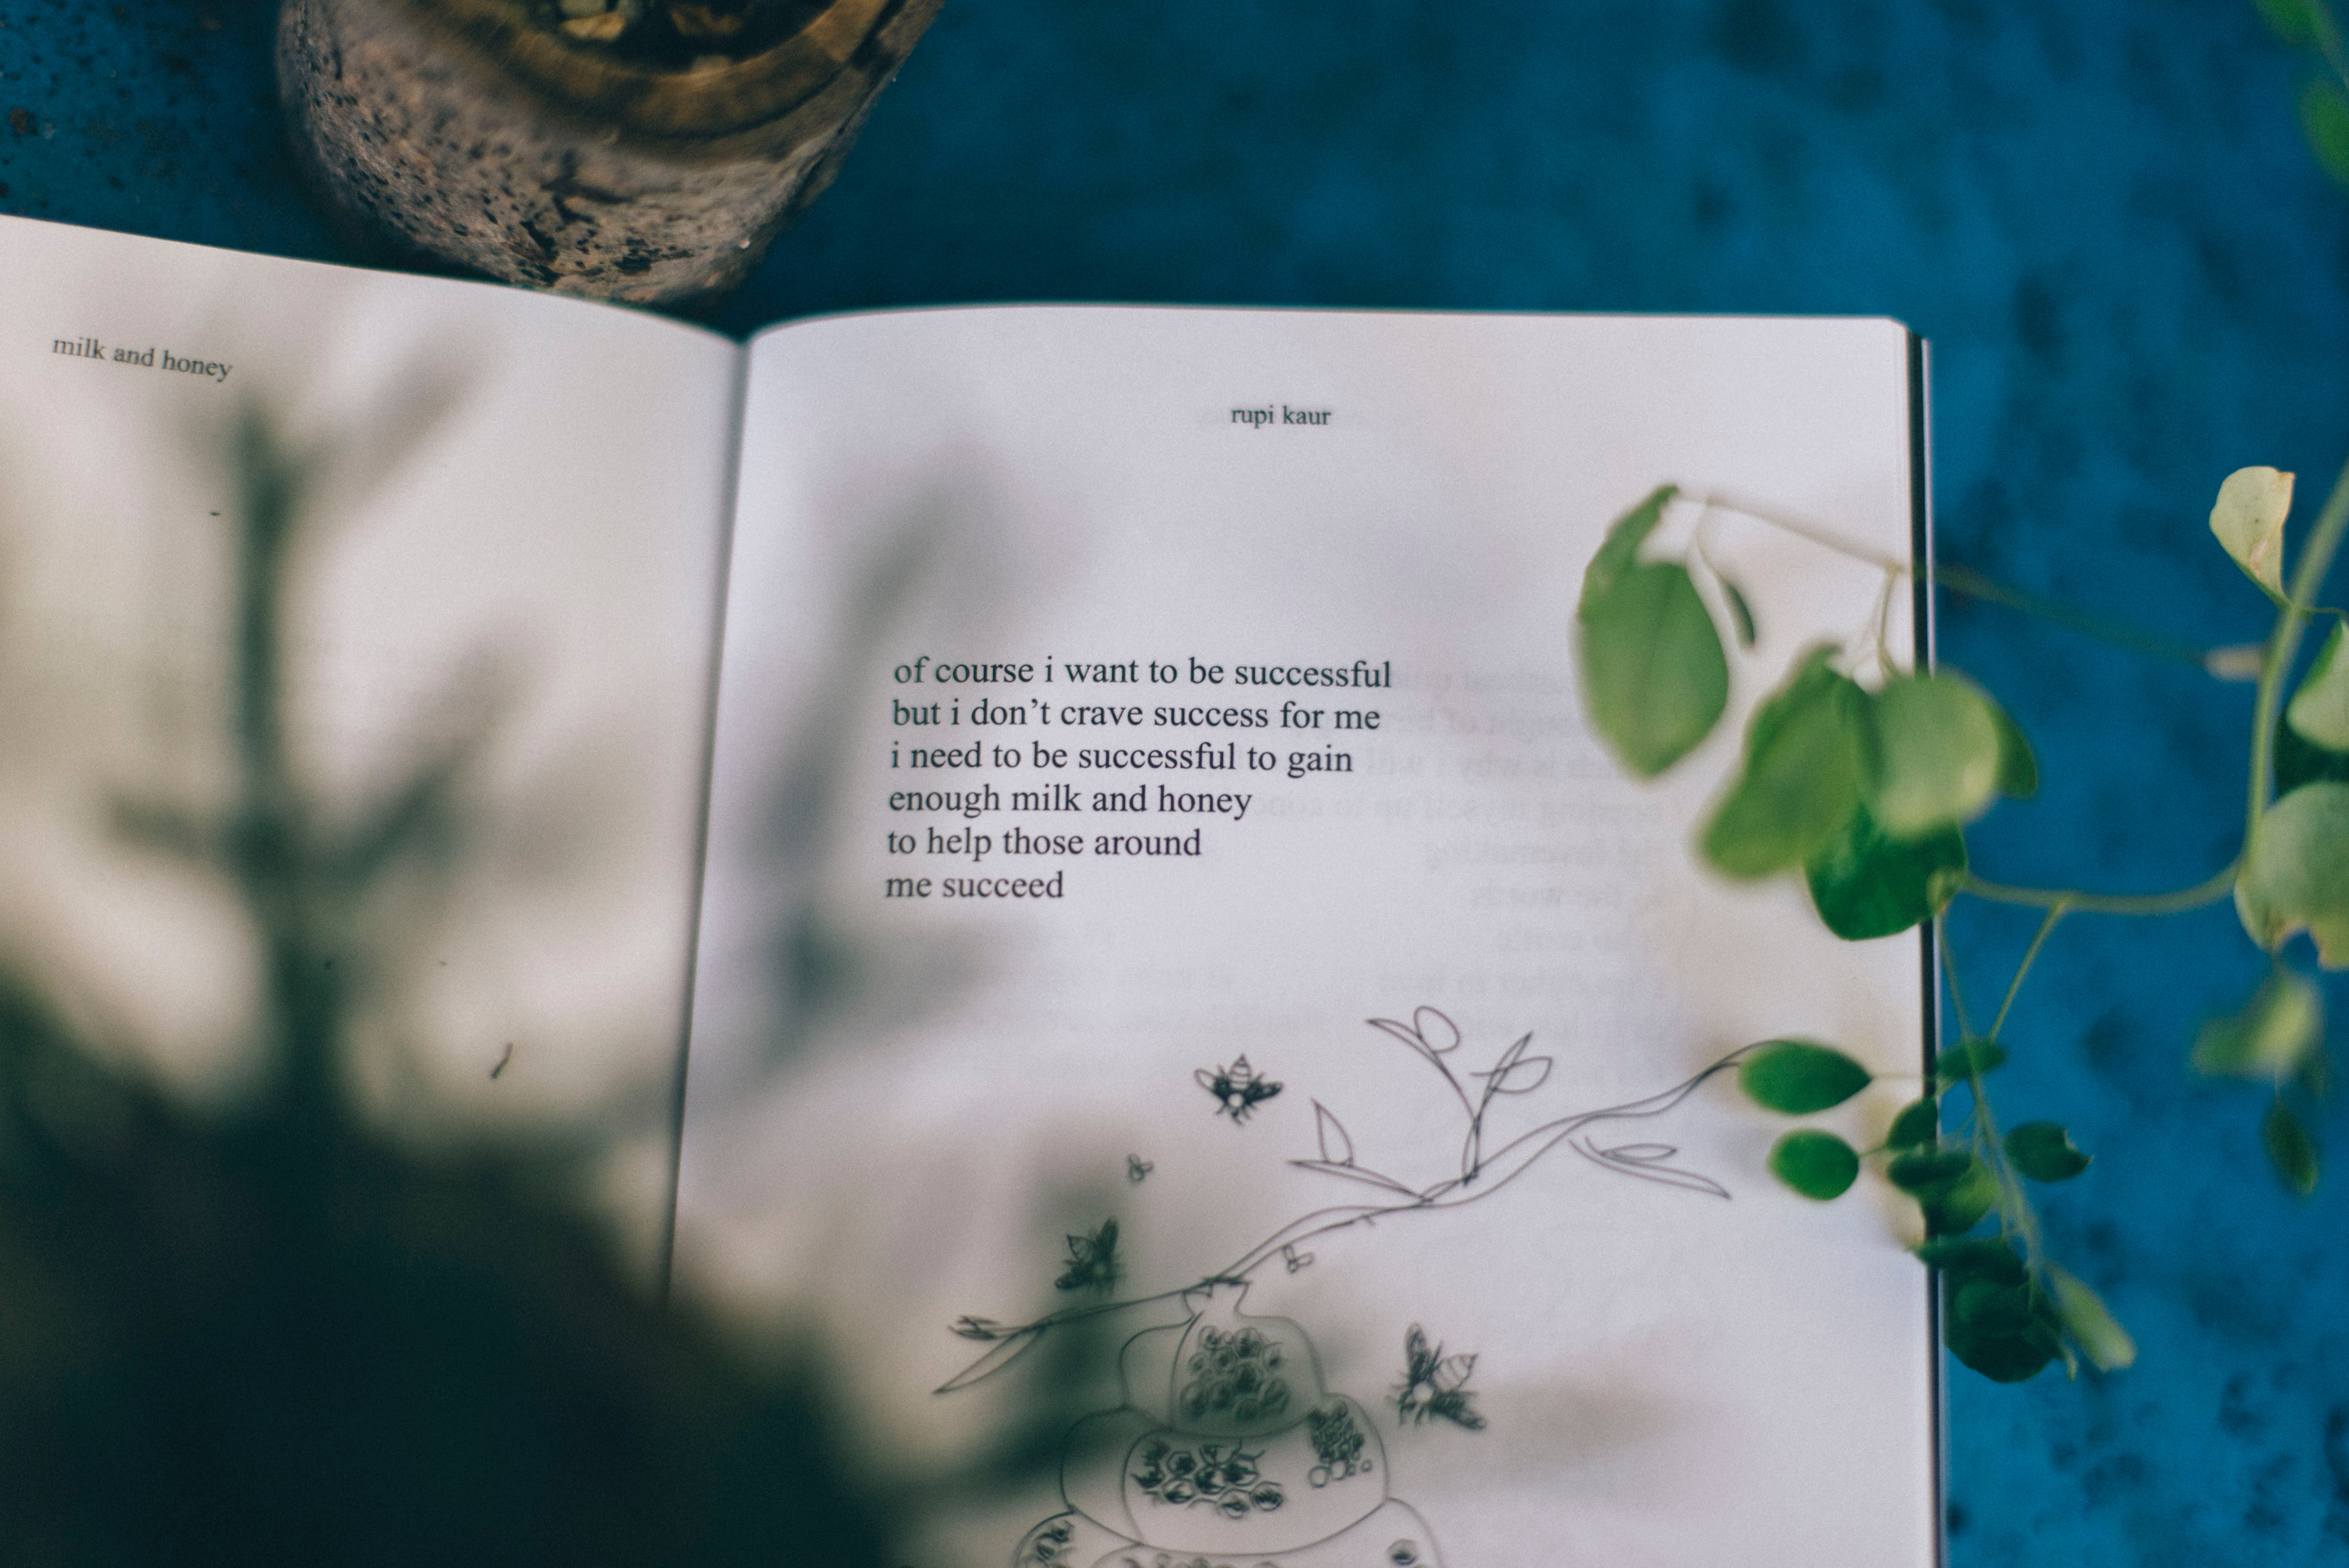 milk and honey
rupi kaur
of course i want to be successful
but i don’t crave success for me
i need to be successful to gain
enough milk and honey
to help those around
me succeed